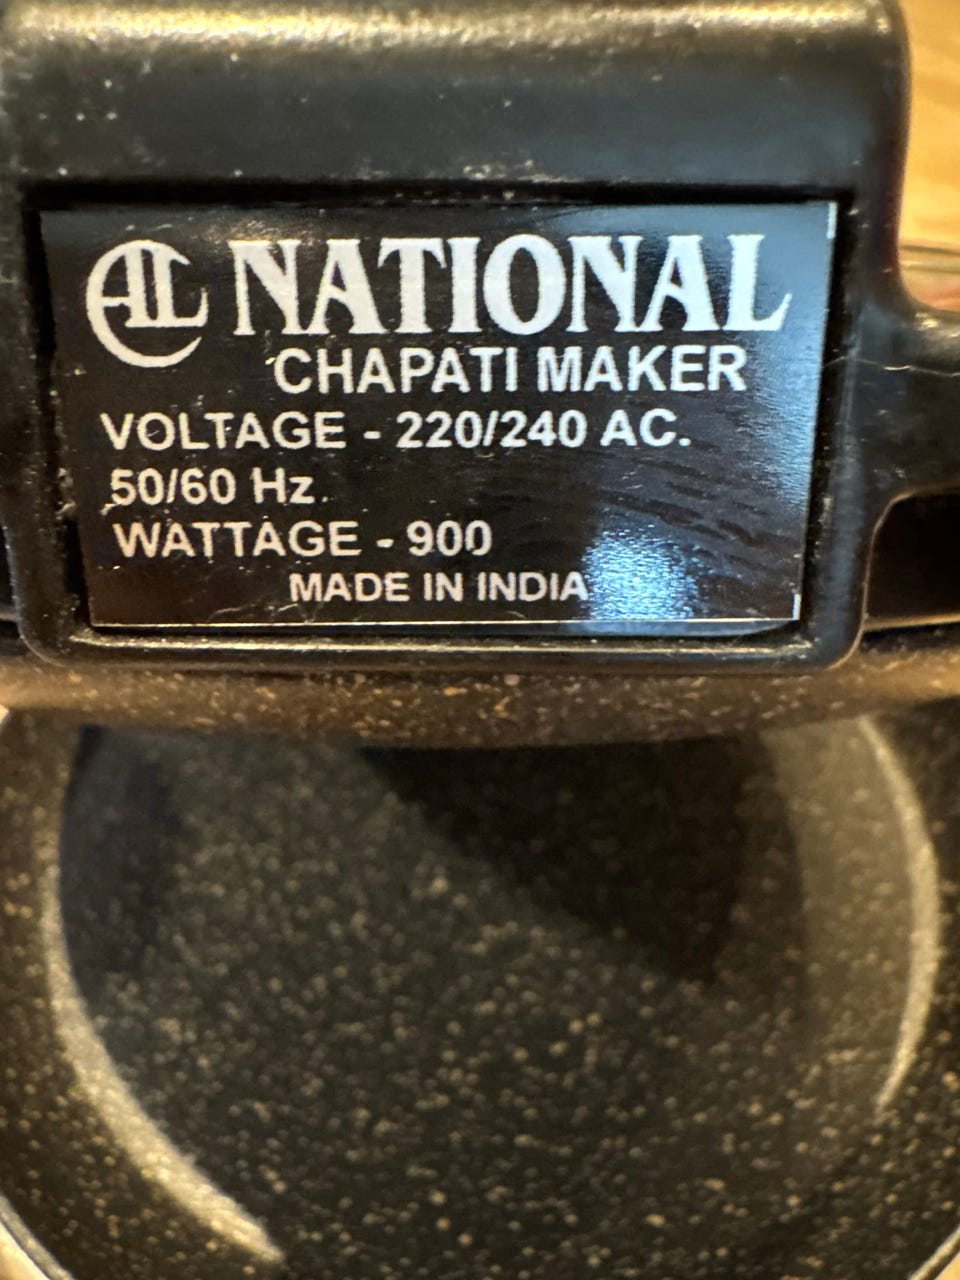 NATIONAL
CHAPATI MAKER
VOLTAGE - 220/240 AC.
50/60 Hz.
WATTAGE - 900
MADE IN INDIA